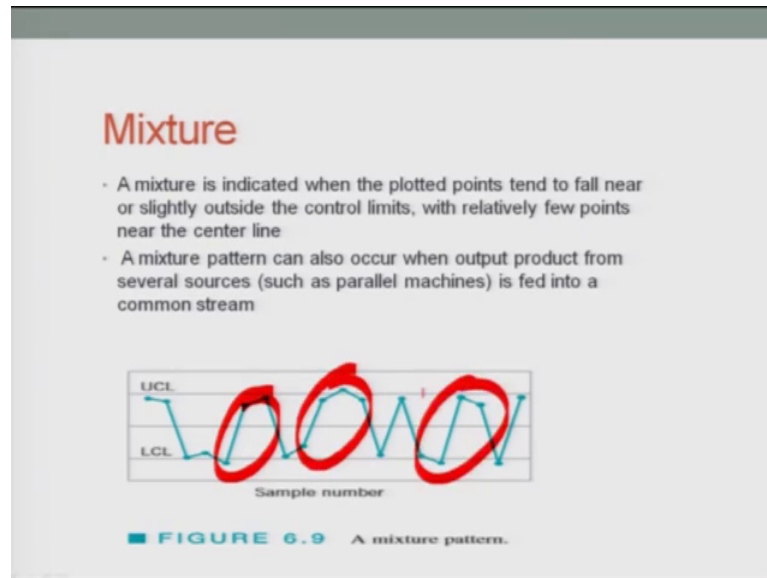 Mixture
· A mixture is indicated when the plotted points tend to fall near
or slightly outside the control limits, with relatively few points
near the center line
· A mixture pattern can also occur when output product from
several sources (such as parallel machines) is fed into a
common stream
UCL
LCL
Sample number
FIGURE 6.9 A mixture pattern.